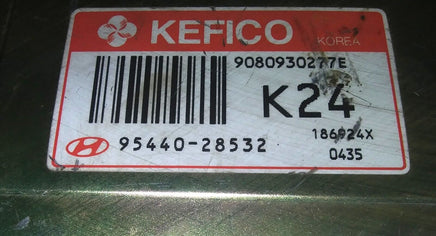 KEFICO KOREA
9080930277E
K24
186924X
95440-28532 0435